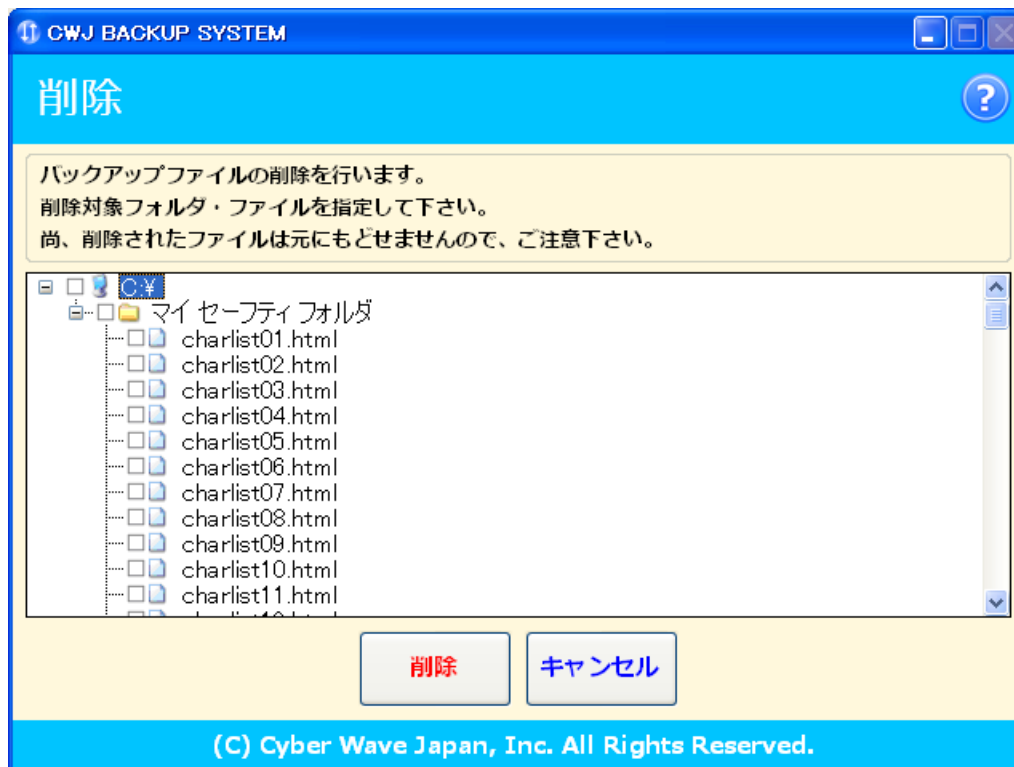 CWJ BACKUP SYSTEM
削除
バックアップファイルの削除を行います。
削除対象フォルダ・ファイルを指定して下さい。
尚、削除されたファイルは元にもどせませんので、ご注意下さい。
C:¥
マイ セーフティ フォルダ
charlist01.html
charlist02.html
charlist03.html
charlist04.html
charlist05.html
charlist06.html
charlist07.html
charlist08.html
charlist09.html
charlist10.html
charlist11.html
削除 キャンセル
(C) Cyber Wave Japan, Inc. All Rights Reserved.